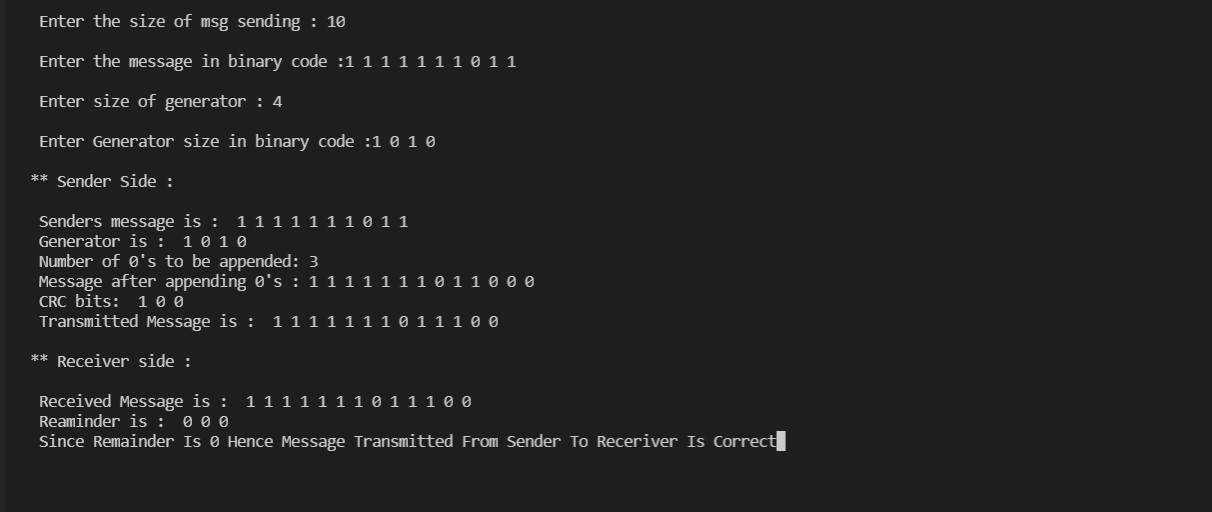 Enter the size of msg sending : 10
Enter the message in binary code :1 1 1 1 1 1 1 0 1 1
Enter size of generator : 4
Enter Generator size in binary code :1 0 1 0
** Sender Side :
Senders message is :  1 1 1 1 1 1 1 0 1 1
Generator is :  1 0 1 0
Number of 0's to be appended: 3
Message after appending 0's : 1 1 1 1 1 1 1 0 1 1 0 0 0
CRC bits:  1 0 0
Transmitted Message is :  1 1 1 1 1 1 1 0 1 1 1 0 0
** Receiver side :
Received Message is :  1 1 1 1 1 1 1 0 1 1 1 0 0
Reaminder is :  0 0 0
Since Remainder Is 0 Hence Message Transmitted From Sender To Receriver Is Correct